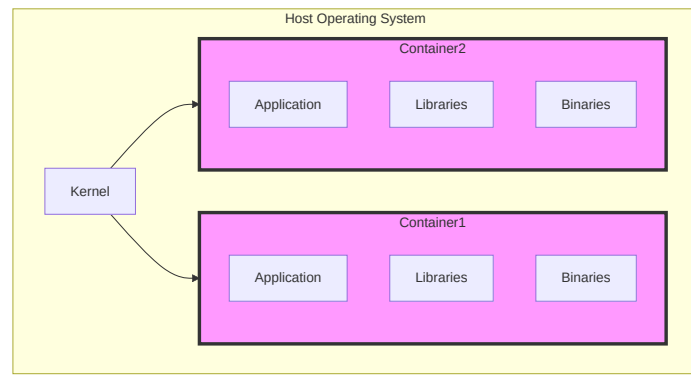 Host Operating System
Container2
Application
Libraries
Binaries
Kernel
Container1
Application
Libraries
Binaries